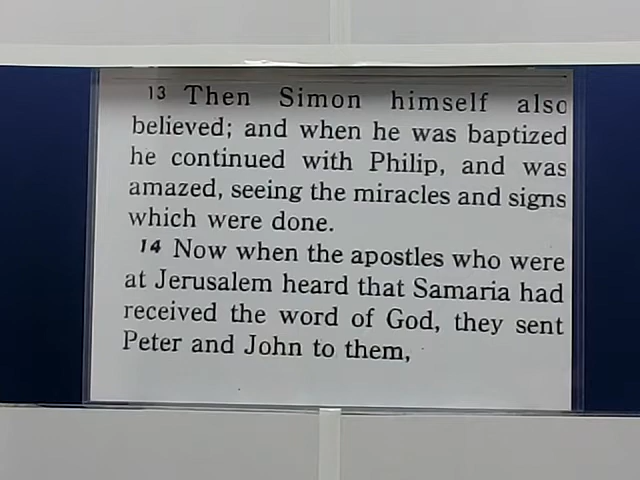 13 Then Simon himself also
believed; and when he was baptized
he continued with Philip, and was
amazed, seeing the miracles and signs
which were done.
14 Now when the apostles who were
at Jerusalem heard that Samaria had
received the word of God, they sent
Peter and John to them,